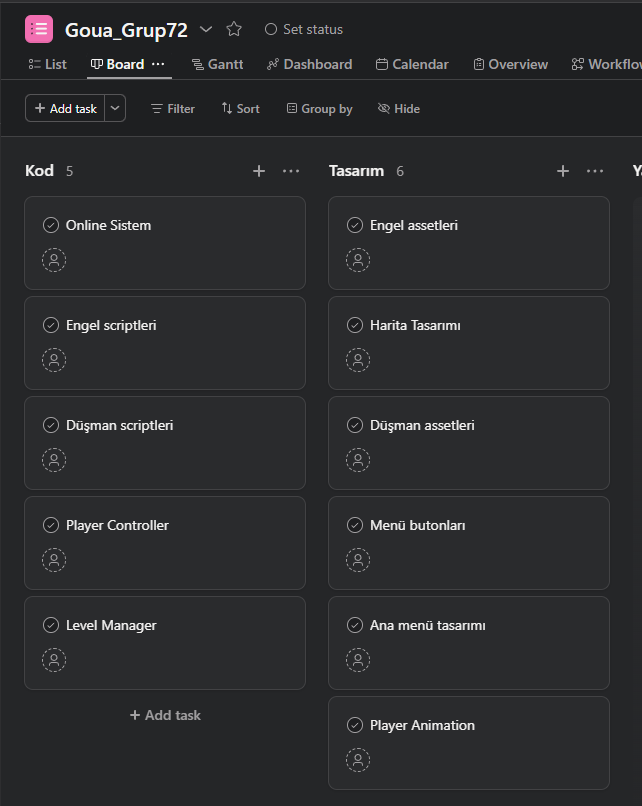 Goua_Grup72
Set status
List Board Gantt Dashboard Calendar Overview
Add task Filter Sort Group by Hide
Kod 5
Online Sistem
Engel scriptleri
Düşman scriptleri
Player Controller
Level Manager
Add task
Tasarım 6
Engel assetleri
Harita Tasarımı
Düşman assetleri
Menü butonları
Ana menü tasarımı
Player Animation